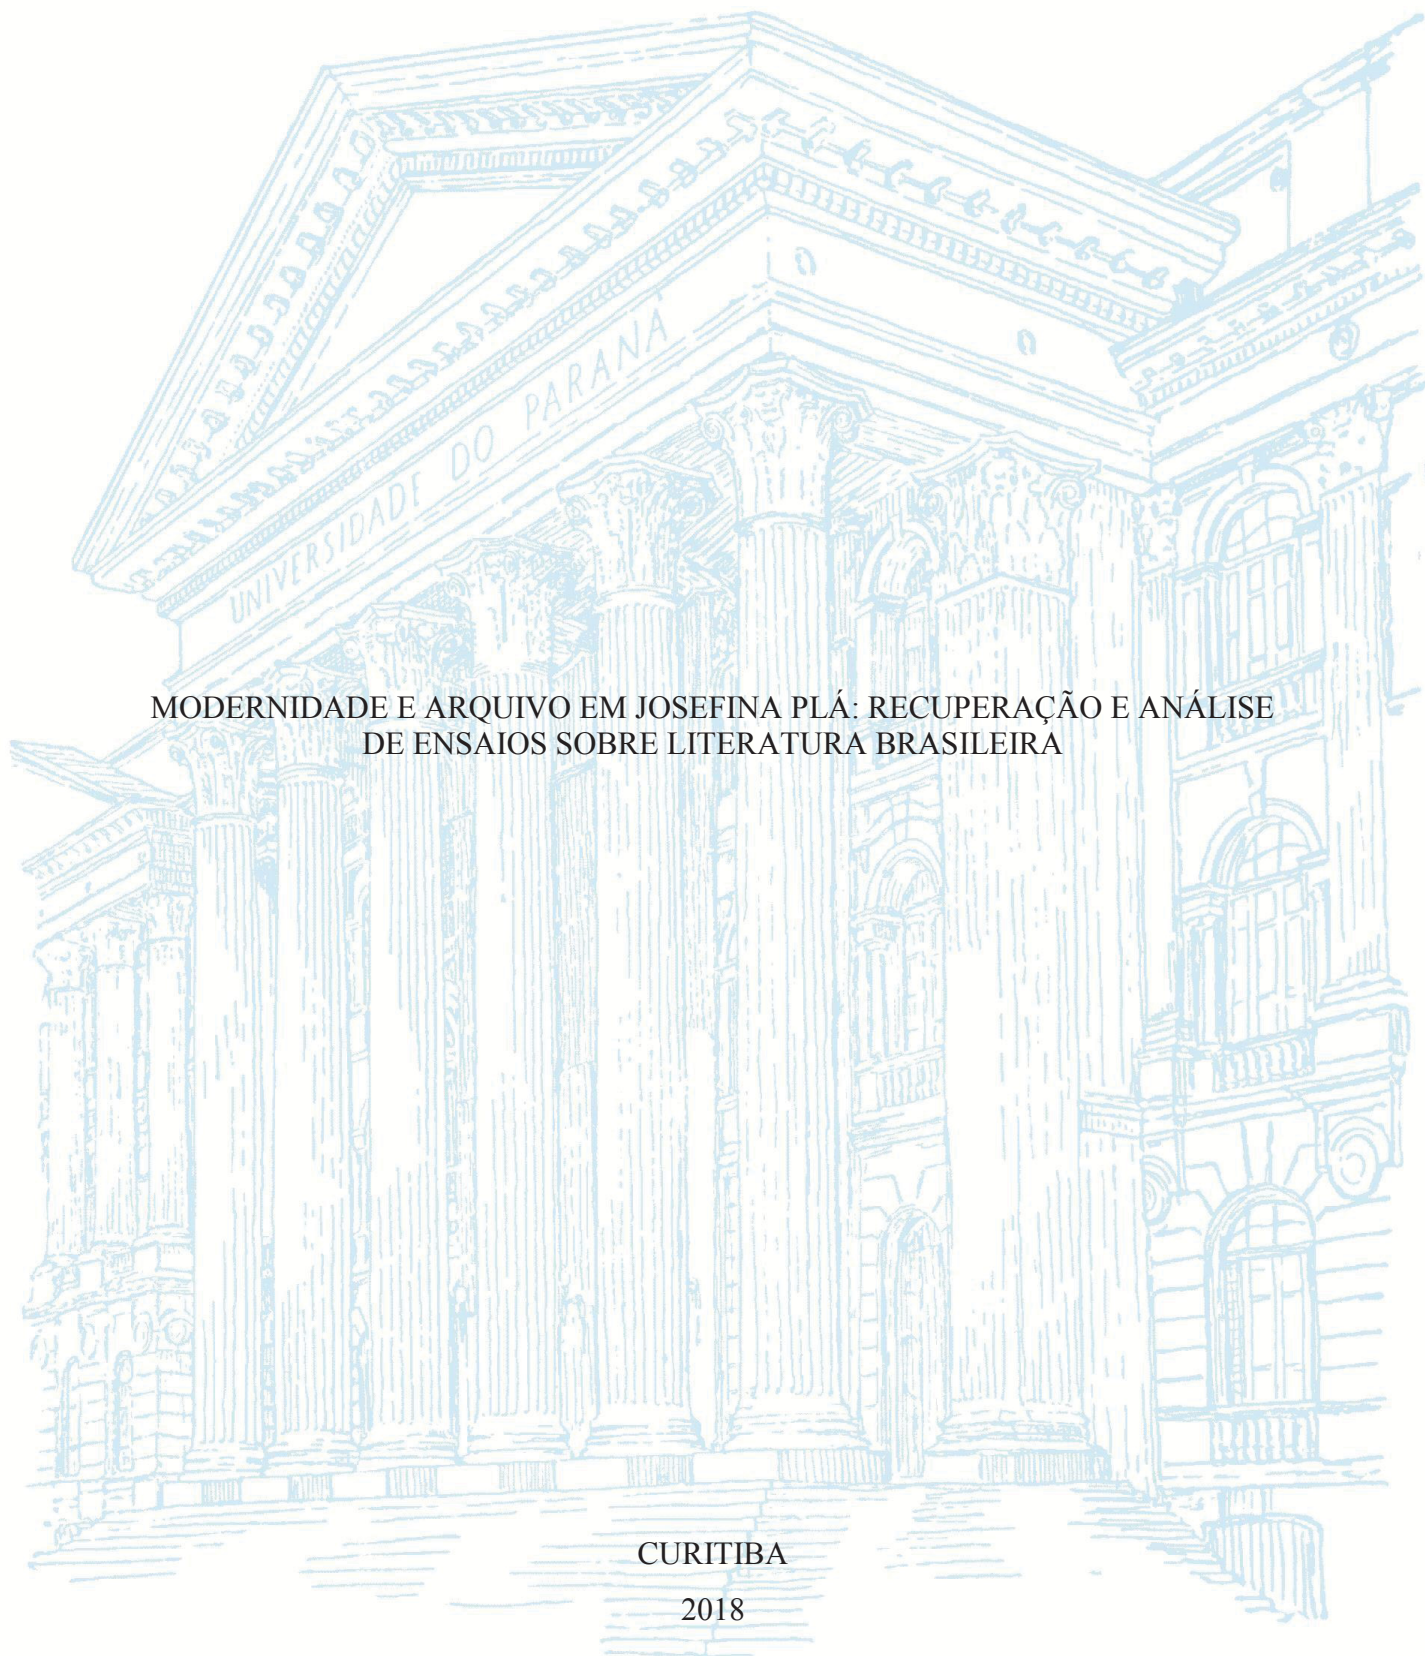 UNIVERSIDADE DO PARANÁ
MODERNIDADE E ARQUIVO EM JOSEFINA PLÁ: RECUPERAÇÃO E ANÁLISE
DE ENSAIOS SOBRE LITERATURA BRASILEIRA
CURITIBA
2018